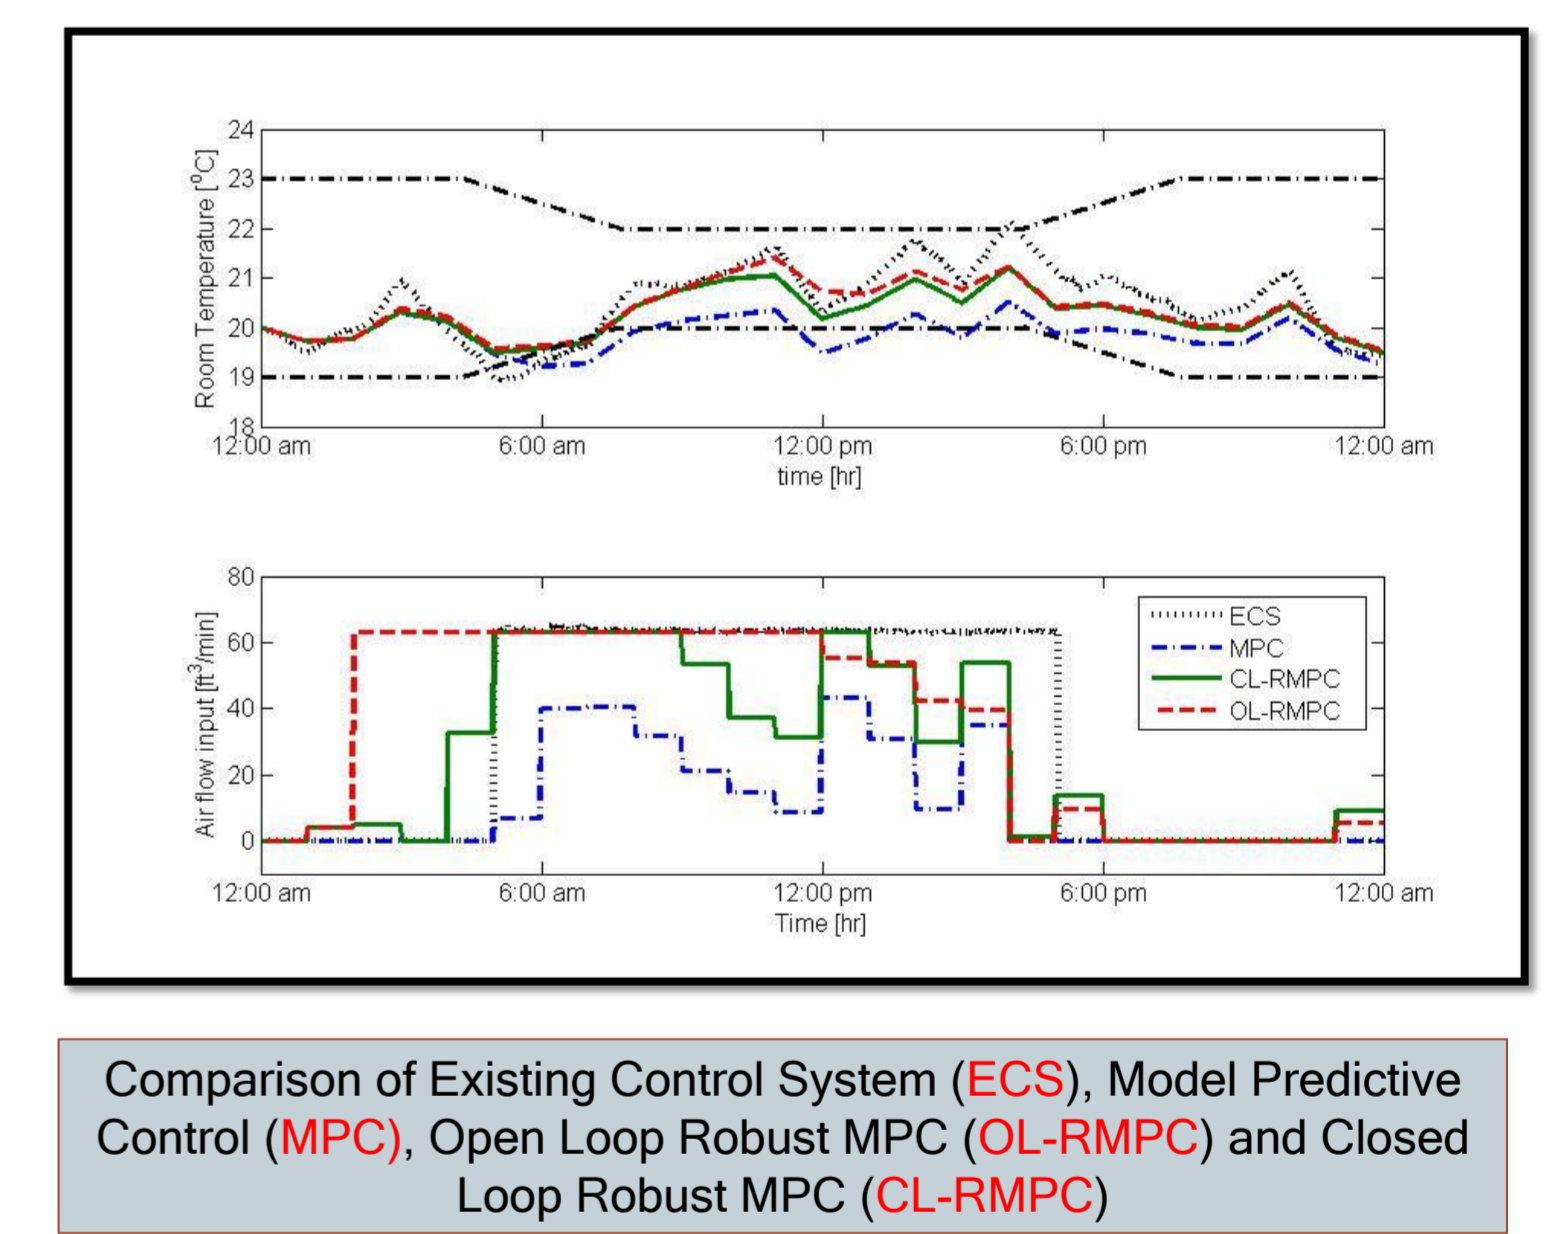 24
23
22
21
20
19
18
Room Temperature [⁰C]
12:00 am 6:00 am 12:00 pm 6:00 pm 12:00 am
time [hr]
80
60
40
20
0
Air flow input [ft³/min]
ECS
MPC
CL-RMPC
OL-RMPC
12:00 am 6:00 am 12:00 pm 6:00 pm 12:00 am
Time [hr]
Comparison of Existing Control System (ECS), Model Predictive
Control (MPC), Open Loop Robust MPC (OL-RMPC) and Closed
Loop Robust MPC (CL-RMPC)